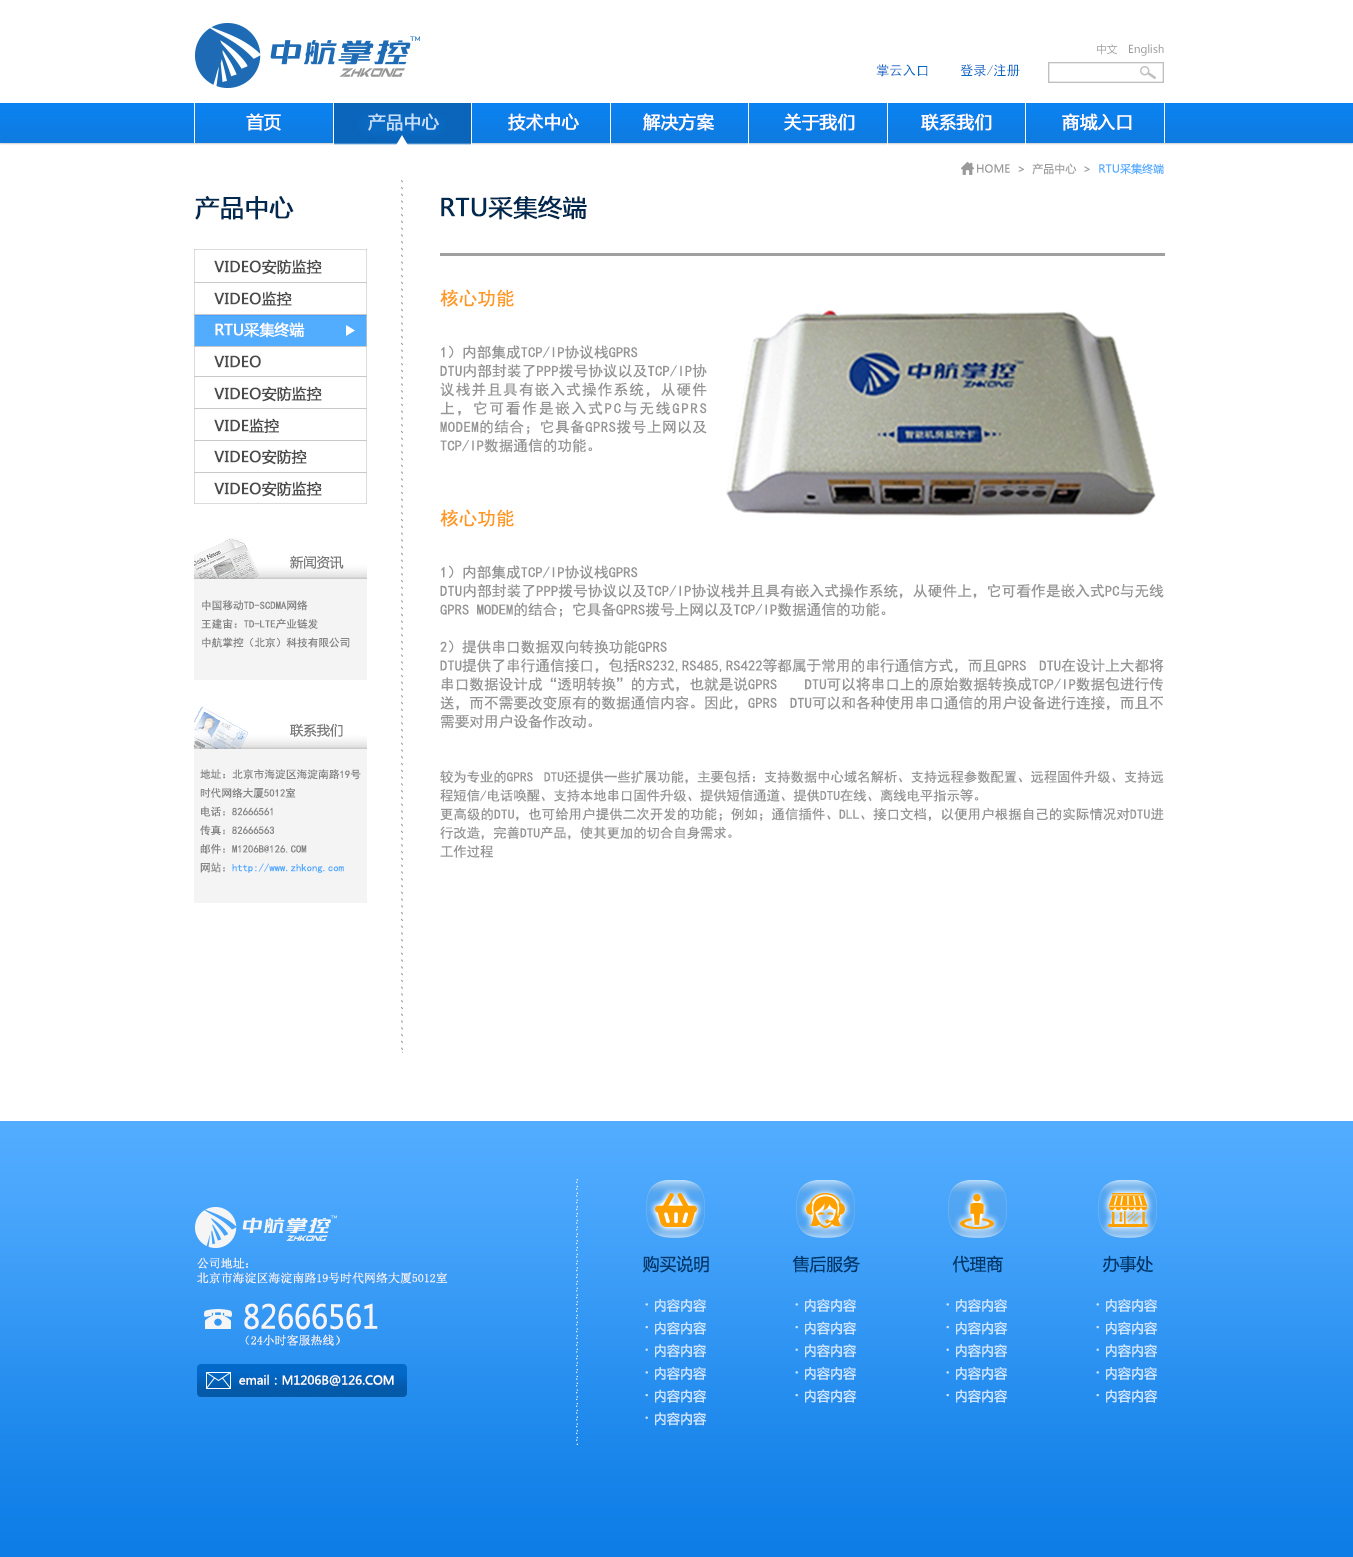 中航掌控™
ZHKONG
中文 English
掌云入口 登录/注册
首页 产品中心 技术中心 解决方案 关于我们 联系我们 商城入口
HOME > 产品中心 > RTU采集终端
产品中心
VIDEO安防监控
VIDEO监控
RTU采集终端
VIDEO
VIDEO安防监控
VIDE监控
VIDEO安防控
VIDEO安防监控
新闻资讯
中国移动TD-SCDMA网络
王建宙：TD-LTE产业链发
中航掌控（北京）科技有限公司
联系我们
地址：北京市海淀区海淀南路19号
时代网络大厦5012室
电话：82666561
传真：82666563
邮件：M1206B@126.COM
网站：http://www.zhkong.com
RTU采集终端
核心功能
1）内部集成TCP/IP协议栈GPRS
DTU内部封装了PPP拨号协议以及TCP/IP协
议栈并且具有嵌入式操作系统，从硬件
上，它可看作是嵌入式PC与无线GPRS
MODEM的结合；它具备GPRS拨号上网以及
TCP/IP数据通信的功能。
中航掌控™
ZHKONG
智能机房监控卡
核心功能
1）内部集成TCP/IP协议栈GPRS
DTU内部封装了PPP拨号协议以及TCP/IP协议栈并且具有嵌入式操作系统，从硬件上，它可看作是嵌入式PC与无线
GPRS MODEM的结合；它具备GPRS拨号上网以及TCP/IP数据通信的功能。
2）提供串口数据双向转换功能GPRS
DTU提供了串行通信接口，包括RS232,RS485,RS422等都属于常用的串行通信方式，而且GPRS DTU在设计上大都将
串口数据设计成“透明转换”的方式，也就是说GPRS DTU可以将串口上的原始数据转换成TCP/IP数据包进行传
送，而不需要改变原有的数据通信内容。因此，GPRS DTU可以和各种使用串口通信的用户设备进行连接，而且不
需要对用户设备作改动。
较为专业的GPRS DTU还提供一些扩展功能，主要包括：支持数据中心域名解析、支持远程参数配置、远程固件升级、支持远
程短信/电话唤醒、支持本地串口固件升级、提供短信通道、提供DTU在线、离线电平指示等。
更高级的DTU，也可给用户提供二次开发的功能；例如；通信插件、DLL、接口文档，以便用户根据自己的实际情况对DTU进
行改造，完善DTU产品，使其更加的切合自身需求。
工作过程
中航掌控™
ZHKONG
公司地址：
北京市海淀区海淀南路19号时代网络大厦5012室
82666561
（24小时客服热线）
email：M1206B@126.COM
购买说明
· 内容内容
· 内容内容
· 内容内容
· 内容内容
· 内容内容
· 内容内容
售后服务
· 内容内容
· 内容内容
· 内容内容
· 内容内容
· 内容内容
代理商
· 内容内容
· 内容内容
· 内容内容
· 内容内容
· 内容内容
办事处
· 内容内容
· 内容内容
· 内容内容
· 内容内容
· 内容内容